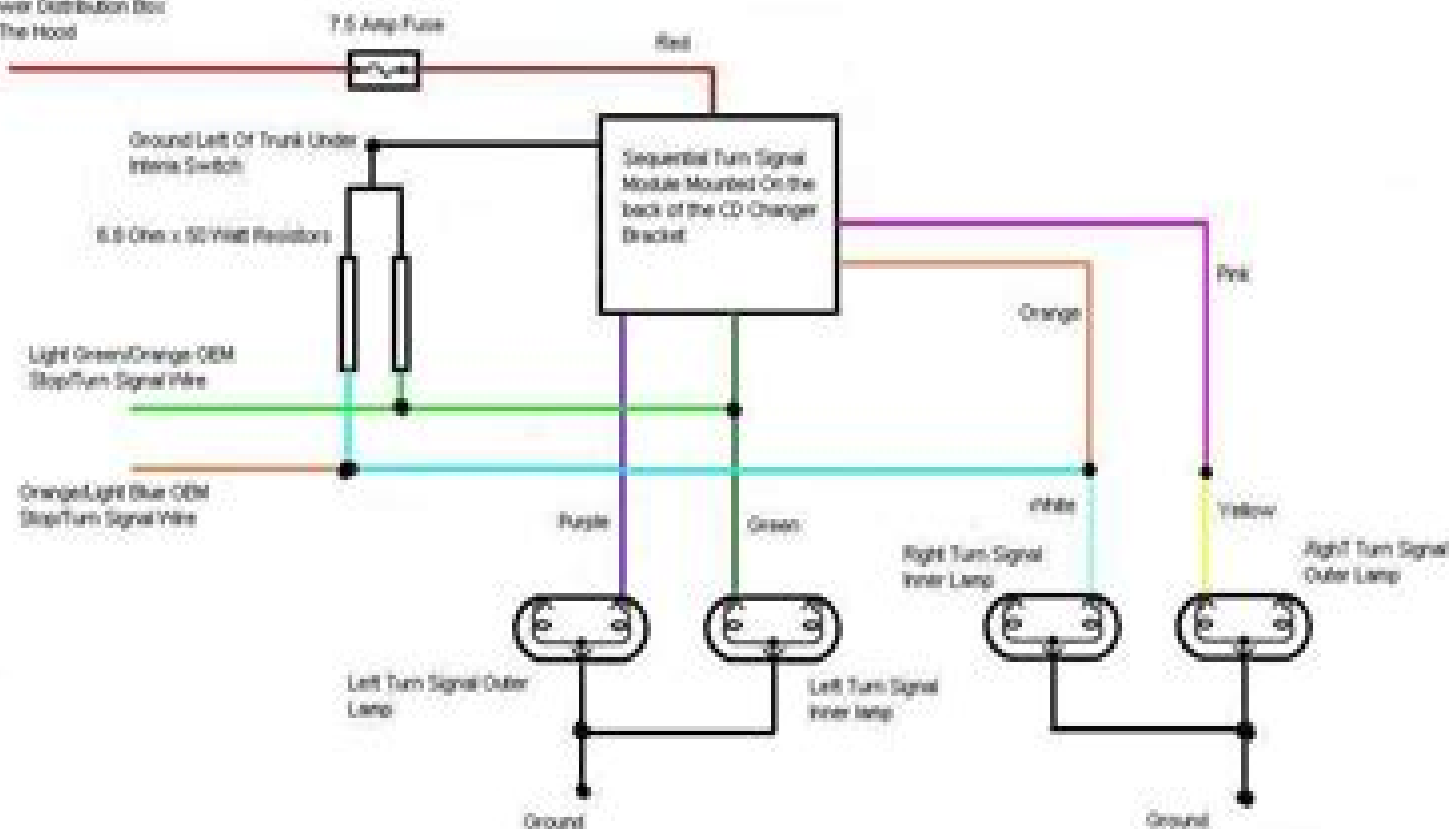 Distribution Box
The Hood
7.5 Amp Fuse
Red
Ground Left Of Trunk Under
Switch
Sequential Turn Signal
Module Mounted On the
back of the CD Changer
Bracket
6.8 Ohm x 50 Watt Resistors
Pink
Orange
Light Green/Orange OEM
Stop/Turn Signal Wire
Orange/Light Blue OEM
Stop/Turn Signal Wire
Purple
Green
White
Yellow
Right Turn Signal
Inner Lamp
Right Turn Signal
Outer Lamp
Left Turn Signal Outer
Lamp
Left Turn Signal
Inner lamp
Ground
Ground